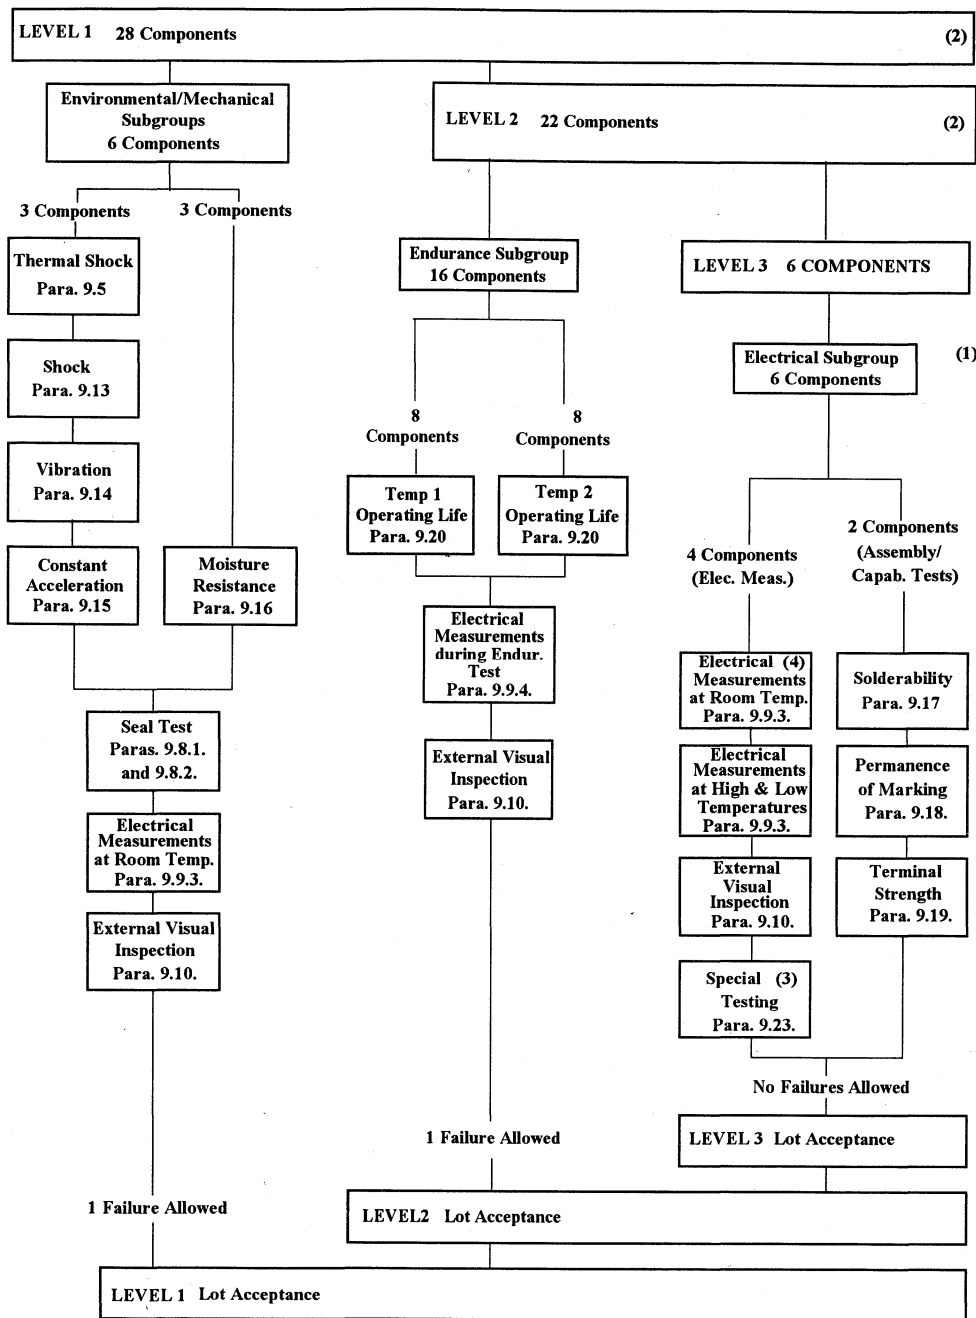 LEVEL 1 28 Components (2)
Environmental/Mechanical
Subgroups
6 Components
LEVEL 2 22 Components (2)
3 Components
3 Components
Thermal Shock
Para. 9.5
Shock
Para. 9.13
Vibration
Para. 9.14
Constant
Acceleration
Para. 9.15
Moisture
Resistance
Para. 9.16
Seal Test
Paras. 9.8.1.
and 9.8.2.
Electrical
Measurements
at Room Temp.
Para. 9.9.3.
External Visual
Inspection
Para. 9.10.
1 Failure Allowed
Endurance Subgroup
16 Components
8
Components
8
Components
Temp 1
Operating Life
Para. 9.20
Temp 2
Operating Life
Para. 9.20
Electrical
Measurements
during Endur.
Test
Para. 9.9.4.
External Visual
Inspection
Para. 9.10.
1 Failure Allowed
LEVEL 3 6 COMPONENTS
Electrical Subgroup
6 Components
(1)
4 Components
(Elec. Meas.)
2 Components
(Assembly/
Capab. Tests)
Electrical (4)
Measurements
at Room Temp.
Para. 9.9.3.
Electrical
Measurements
at High & Low
Temperatures
Para. 9.9.3.
External
Visual
Inspection
Para. 9.10.
Special (3)
Testing
Para. 9.23.
Solderability
Para. 9.17
Permanence
of Marking
Para. 9.18.
Terminal
Strength
Para. 9.19.
No Failures Allowed
LEVEL 3 Lot Acceptance
LEVEL2 Lot Acceptance
LEVEL 1 Lot Acceptance